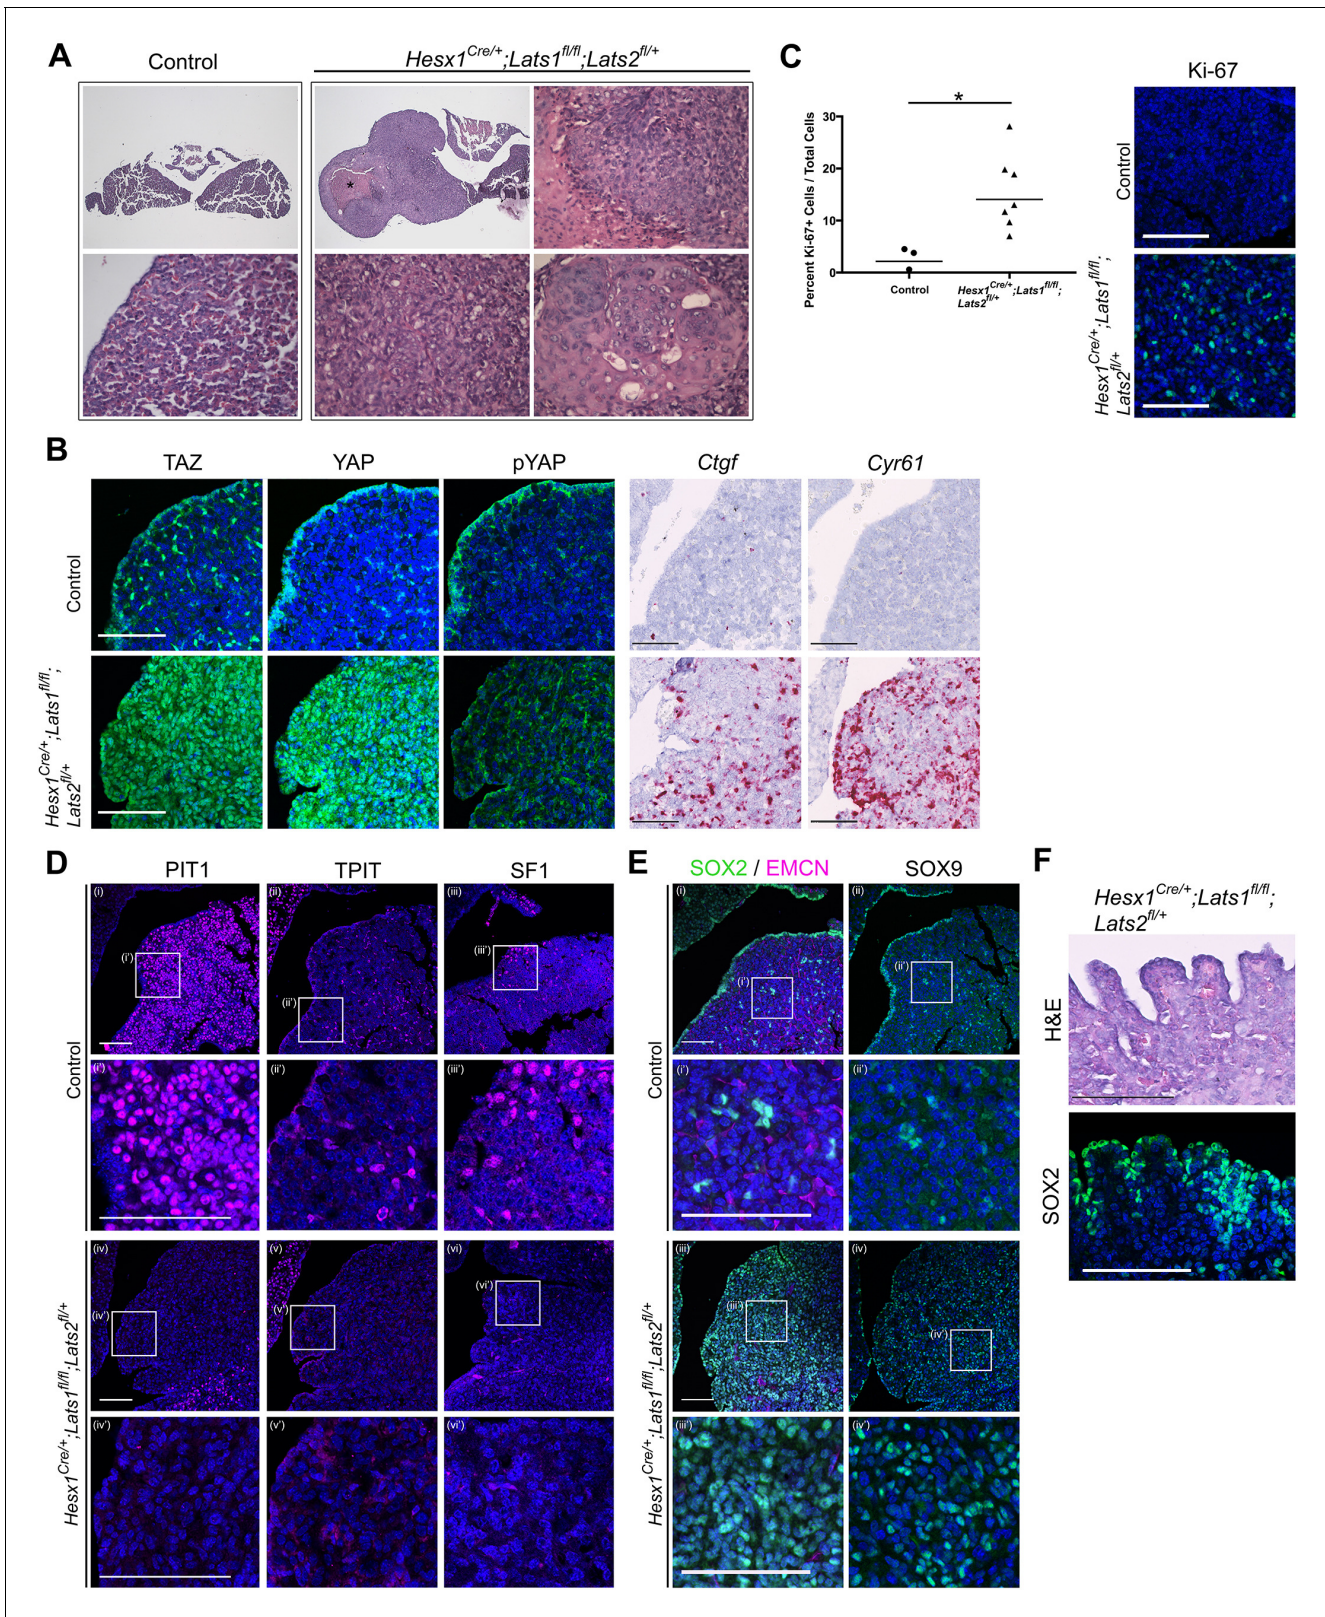 A
Control
Hesx1Cre/+;Lats1fl/fl;Lats2fl/+
*
C
Percent Ki-67+ Cells / Total Cells
30
20
10
0
*
Control
Hesx1Cre/+;Lats1fl/fl;
Lats2fl/+
Ki-67
Control
Hesx1Cre/+;Lats1fl/fl;
Lats2fl/+
B
TAZ
YAP
pYAP
Ctgf
Cyr61
Control
Hesx1Cre/+;Lats1fl/fl;
Lats2fl/+
D
PIT1
TPIT
SF1
Control
(i)
(ii)
(iii)
(i')
(ii')
(iii')
(i')
(ii')
(iii')
Hesx1Cre/+;Lats1fl/fl;Lats2fl/+
(iv)
(v)
(vi)
(iv')
(v')
(vi')
(iv')
(v')
(vi')
E
SOX2 / EMCN
SOX9
Control
(i)
(ii)
(i')
(ii')
(i')
(ii')
Hesx1Cre/+;Lats1fl/fl;Lats2fl/+
(iii)
(iv)
(iii')
(iv')
(iii')
(iv')
F
Hesx1Cre/+;Lats1fl/fl;
Lats2fl/+
H&E
SOX2